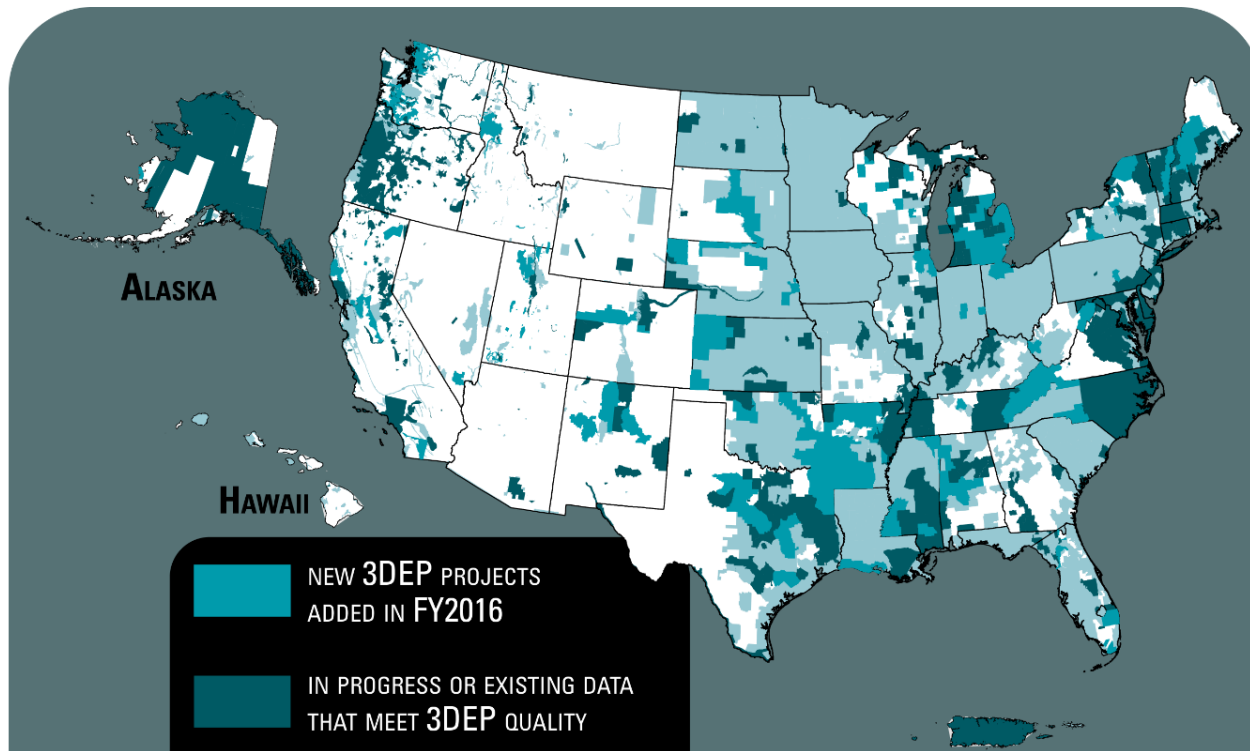 ALASKA
HAWAII
NEW 3DEP PROJECTS
ADDED IN FY2016
IN PROGRESS OR EXISTING DATA
THAT MEET 3DEP QUALITY